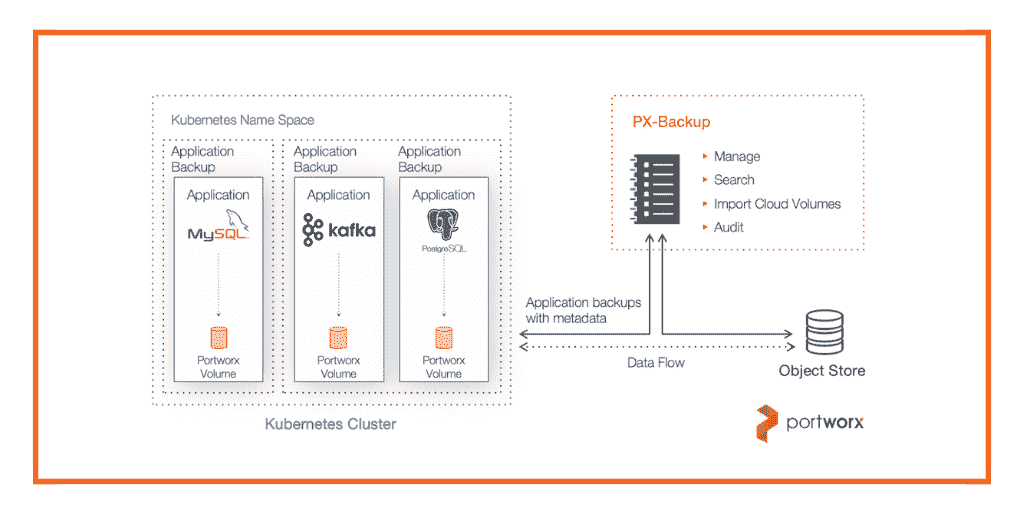 Kubernetes Name Space
Application
Backup
Application
Backup
Application
Backup
Application
MySQL
Portworx
Volume
Application
kafka
Portworx
Volume
Application
PostgreSQL
Portworx
Volume
Kubernetes Cluster
PX-Backup
Manage
Search
Import Cloud Volumes
Audit
Application backups
with metadata
Data Flow
Object Store
portworx